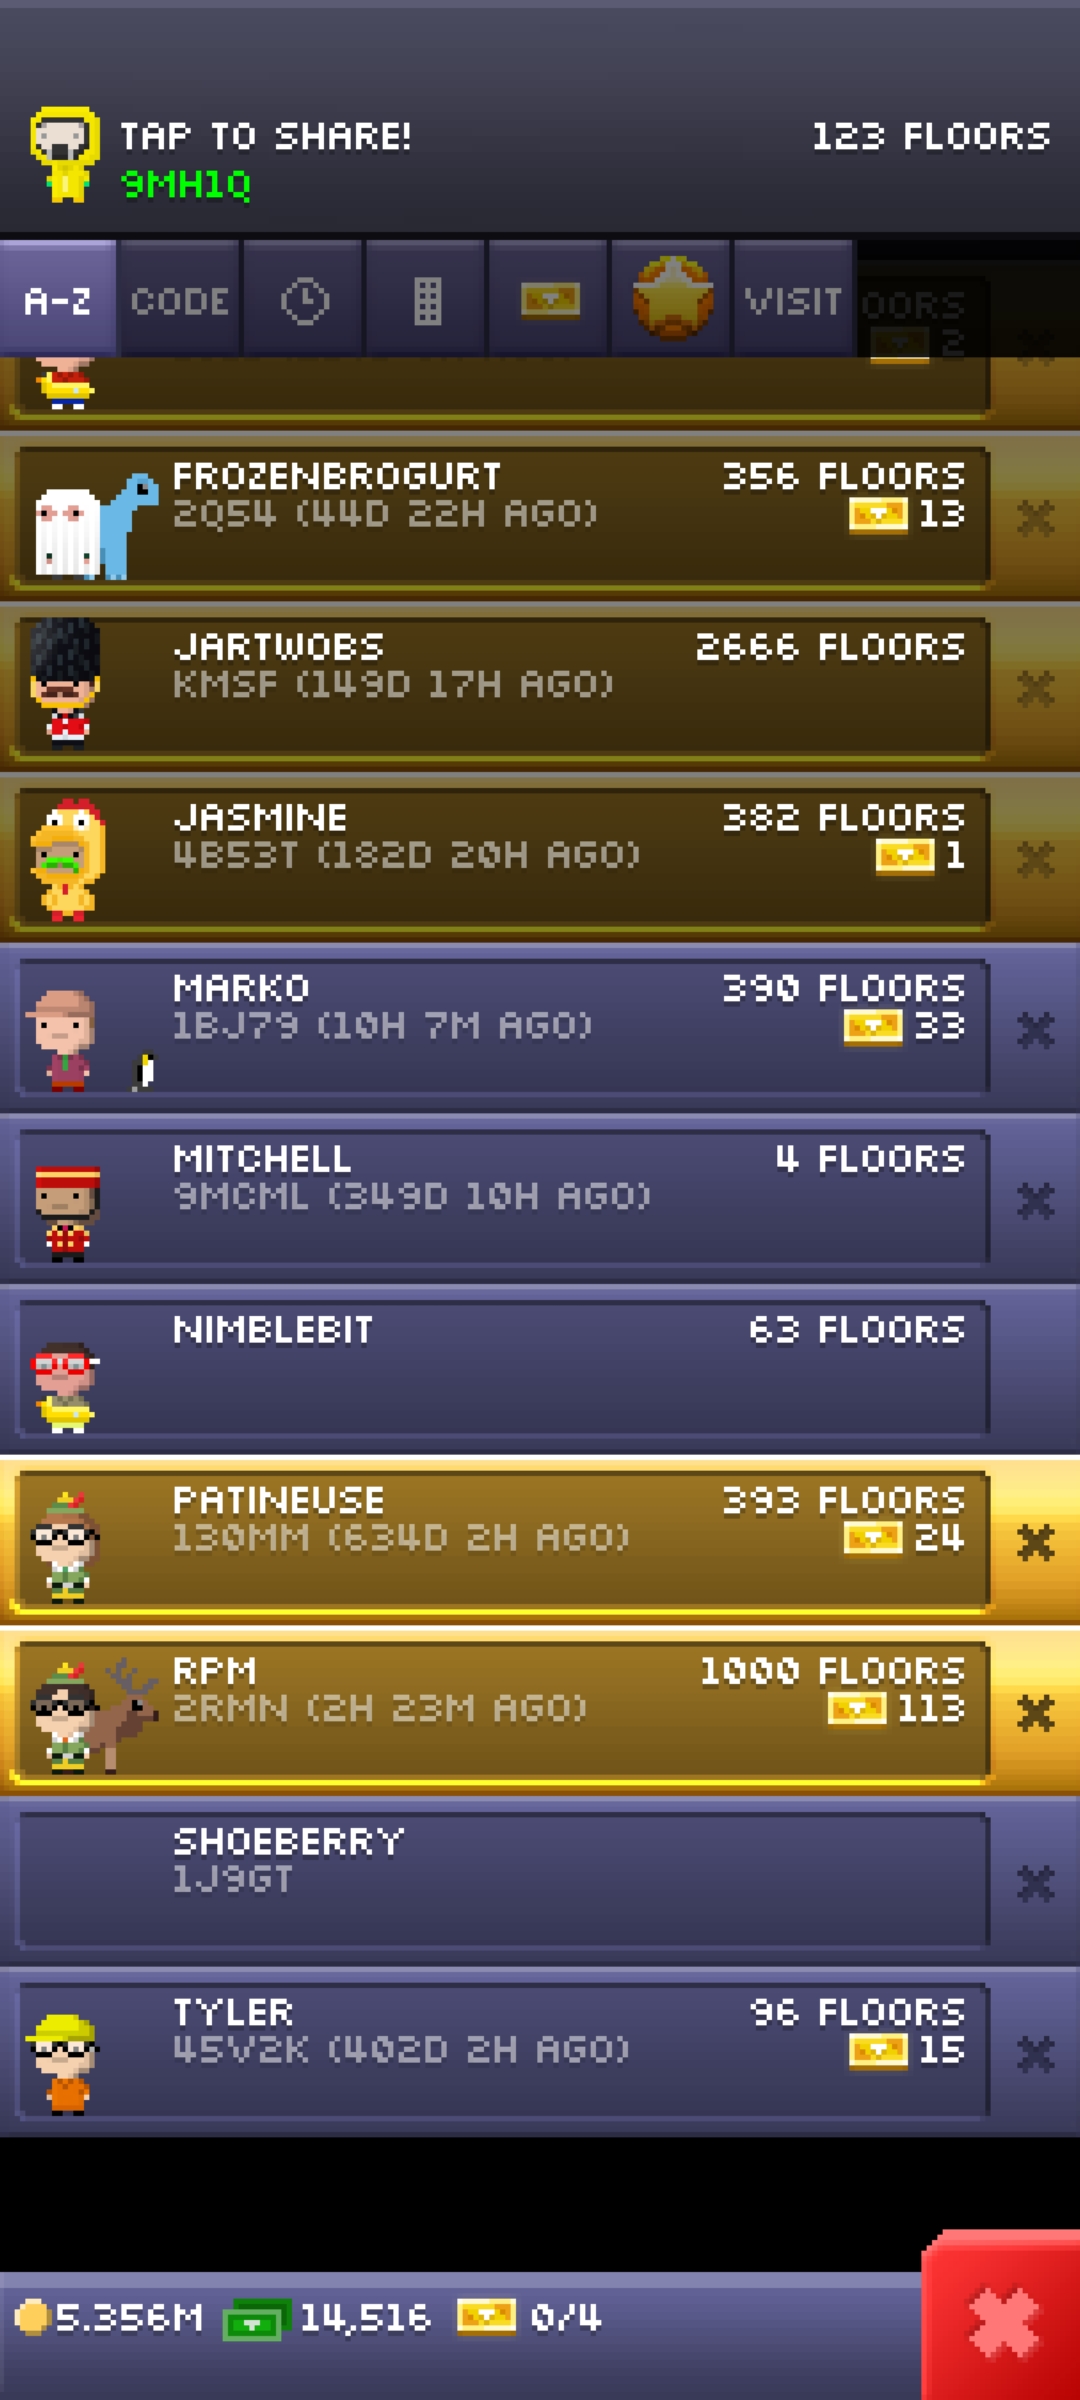 TAP TO SHARE! 123 FLOORS
9MH1Q
A-Z CODE VISIT OORS
2
FROZENBROGURT 356 FLOORS
2Q54 (44D 22H AGO) 13
JARTWOBS 2666 FLOORS
KMSF (149D 17H AGO)
JASMINE 382 FLOORS
4B53T (182D 20H AGO) 1
MARKO 390 FLOORS
1BJ79 (10H 7M AGO) 33
MITCHELL 4 FLOORS
9MCML (349D 10H AGO)
NIMBLEBIT 63 FLOORS
PATINEUSE 393 FLOORS
130MM (634D 2H AGO) 24
RPM 1000 FLOORS
2RMN (2H 23M AGO) 113
SHOEBERRY
1J9GT
TYLER 96 FLOORS
45V2K (402D 2H AGO) 15
5.356M 14,516 0/4